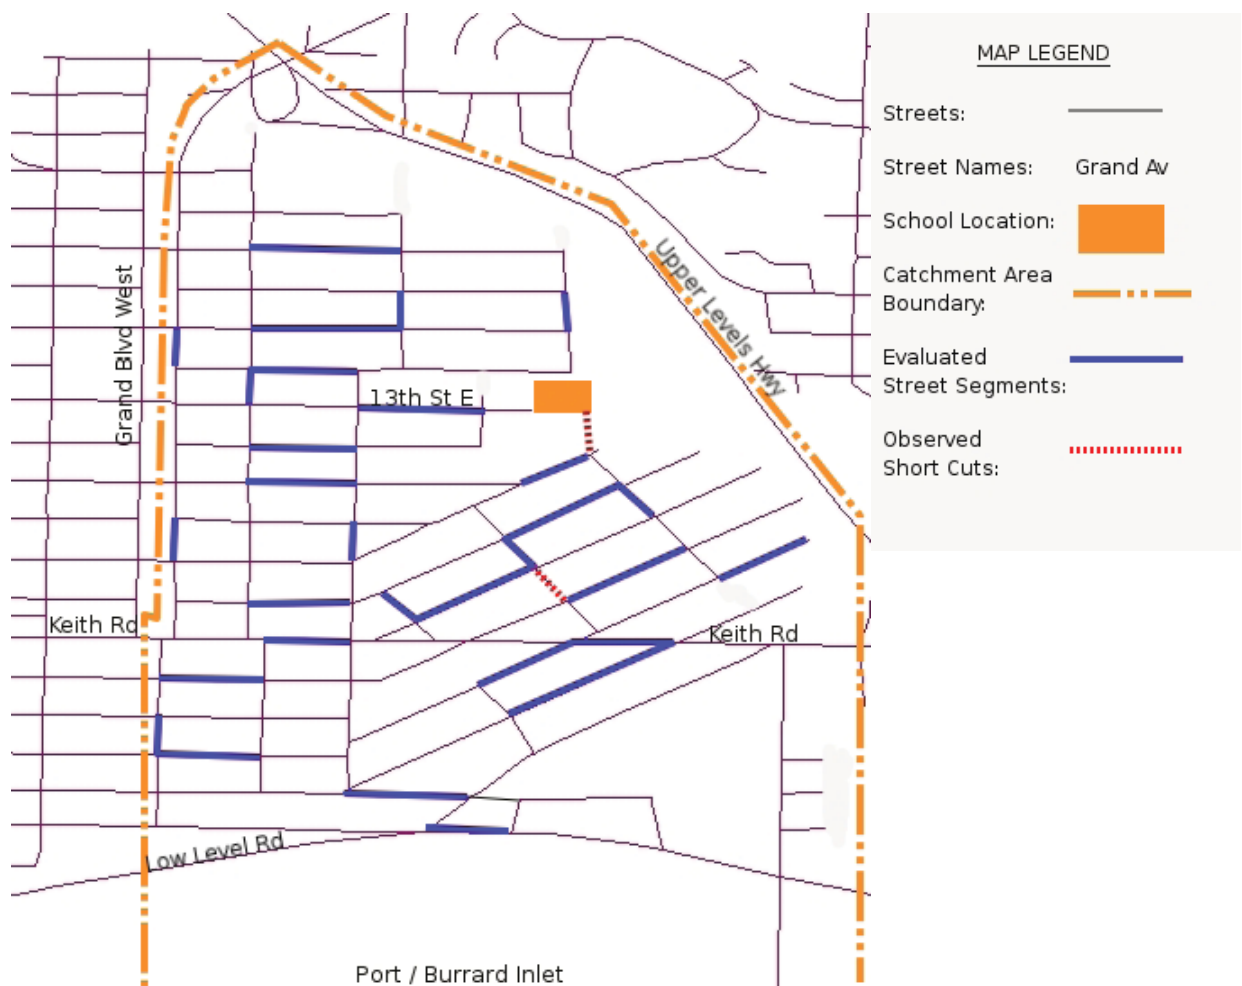 MAP LEGEND
Streets:
Street Names: Grand Av
School Location:
Catchment Area
Boundary:
Evaluated
Street Segments:
Observed
Short Cuts:
Upper Levels Hwy
Grand Blvd West
13th St E
Keith Rd
Keith Rd
Low Level Rd
Port / Burrard Inlet